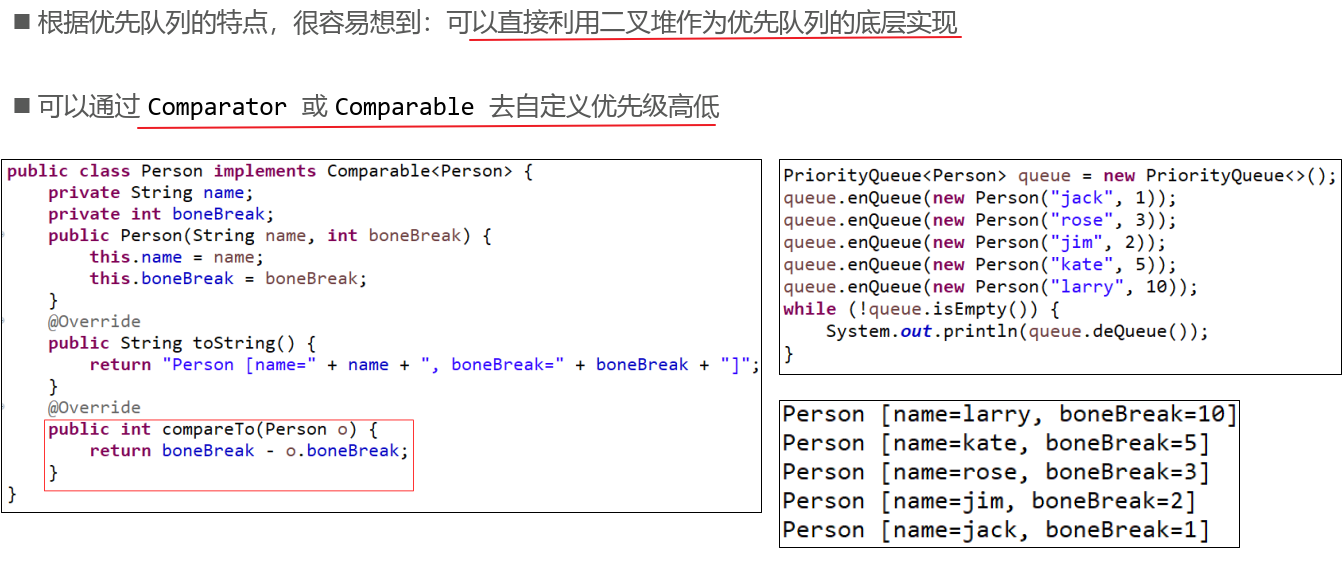 ■ 根据优先队列的特点，很容易想到：可以直接利用二叉堆作为优先队列的底层实现
■ 可以通过 Comparator 或 Comparable 去自定义优先级高低
public class Person implements Comparable<Person> {
    private String name;
    private int boneBreak;
    public Person(String name, int boneBreak) {
        this.name = name;
        this.boneBreak = boneBreak;
    }
    @Override
    public String toString() {
        return "Person [name=" + name + ", boneBreak=" + boneBreak + "]";
    }
    @Override
    public int compareTo(Person o) {
        return boneBreak - o.boneBreak;
    }
}
PriorityQueue<Person> queue = new PriorityQueue<>();
queue.enQueue(new Person("jack", 1));
queue.enQueue(new Person("rose", 3));
queue.enQueue(new Person("jim", 2));
queue.enQueue(new Person("kate", 5));
queue.enQueue(new Person("larry", 10));
while (!queue.isEmpty()) {
    System.out.println(queue.deQueue());
}
Person [name=larry, boneBreak=10]
Person [name=kate, boneBreak=5]
Person [name=rose, boneBreak=3]
Person [name=jim, boneBreak=2]
Person [name=jack, boneBreak=1]